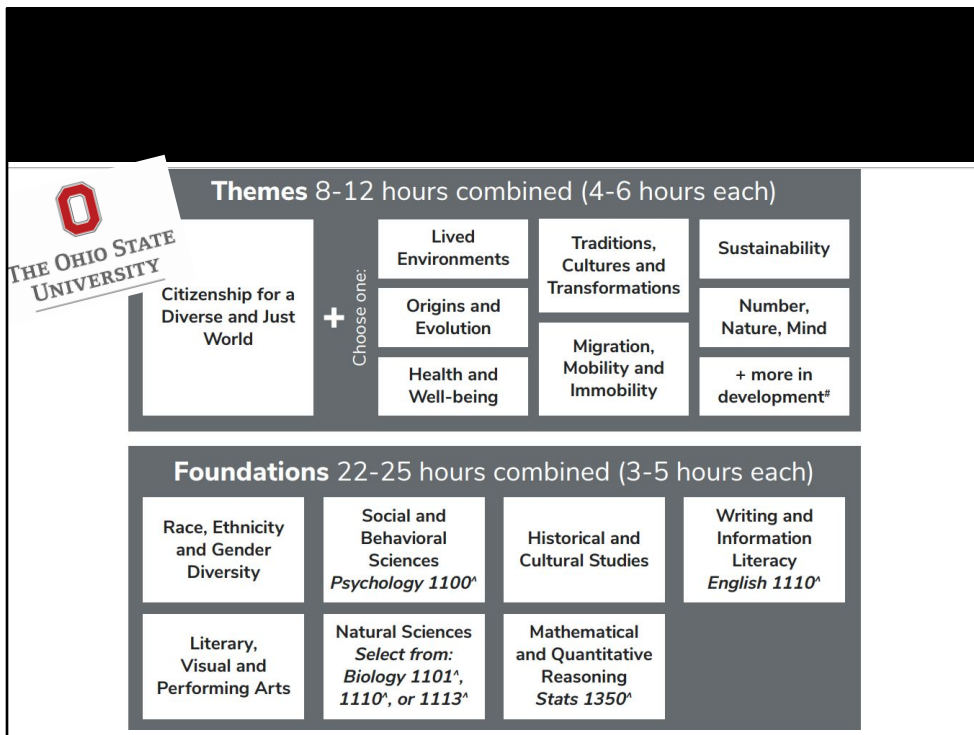 THE OHIO STATE
UNIVERSITY
Themes 8-12 hours combined (4-6 hours each)
Citizenship for a
Diverse and Just
World
+
Choose one:
Lived
Environments
Origins and
Evolution
Health and
Well-being
Traditions,
Cultures and
Transformations
Migration,
Mobility and
Immobility
Sustainability
Number,
Nature, Mind
+ more in
development#
Foundations 22-25 hours combined (3-5 hours each)
Race, Ethnicity
and Gender
Diversity
Social and
Behavioral
Sciences
Psychology 1100^
Historical and
Cultural Studies
Writing and
Information
Literacy
English 1110^
Literary,
Visual and
Performing Arts
Natural Sciences
Select from:
Biology 1101^,
1110^, or 1113^
Mathematical
and Quantitative
Reasoning
Stats 1350^